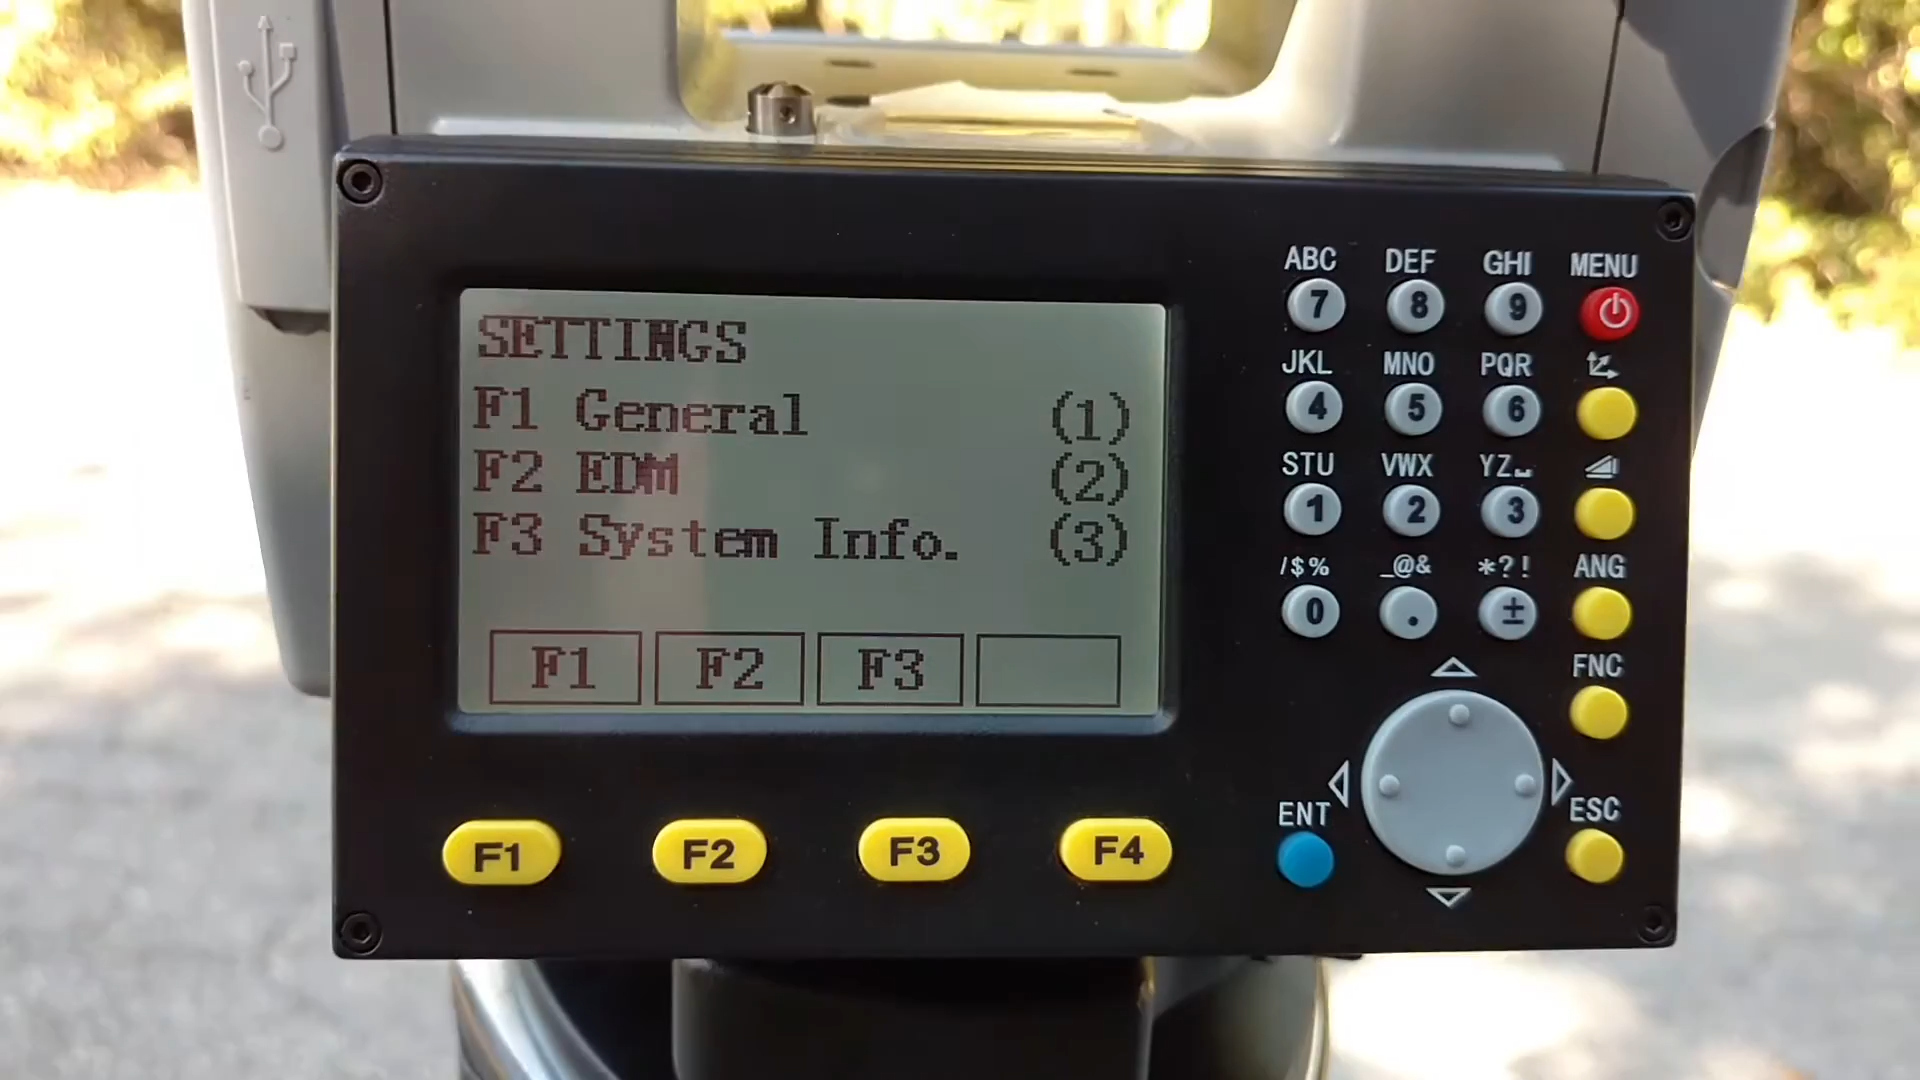 SETTINGS
F1 General (1)
F2 EDM (2)
F3 System Info. (3)
F1 F2 F3
F1 F2 F3 F4
ABC DEF GHI MENU
7 8 9
JKL MNO PQR
4 5 6
STU VWX YZ␣
1 2 3
/$% _@& *?! ANG
0 . ±
FNC
ENT ESC